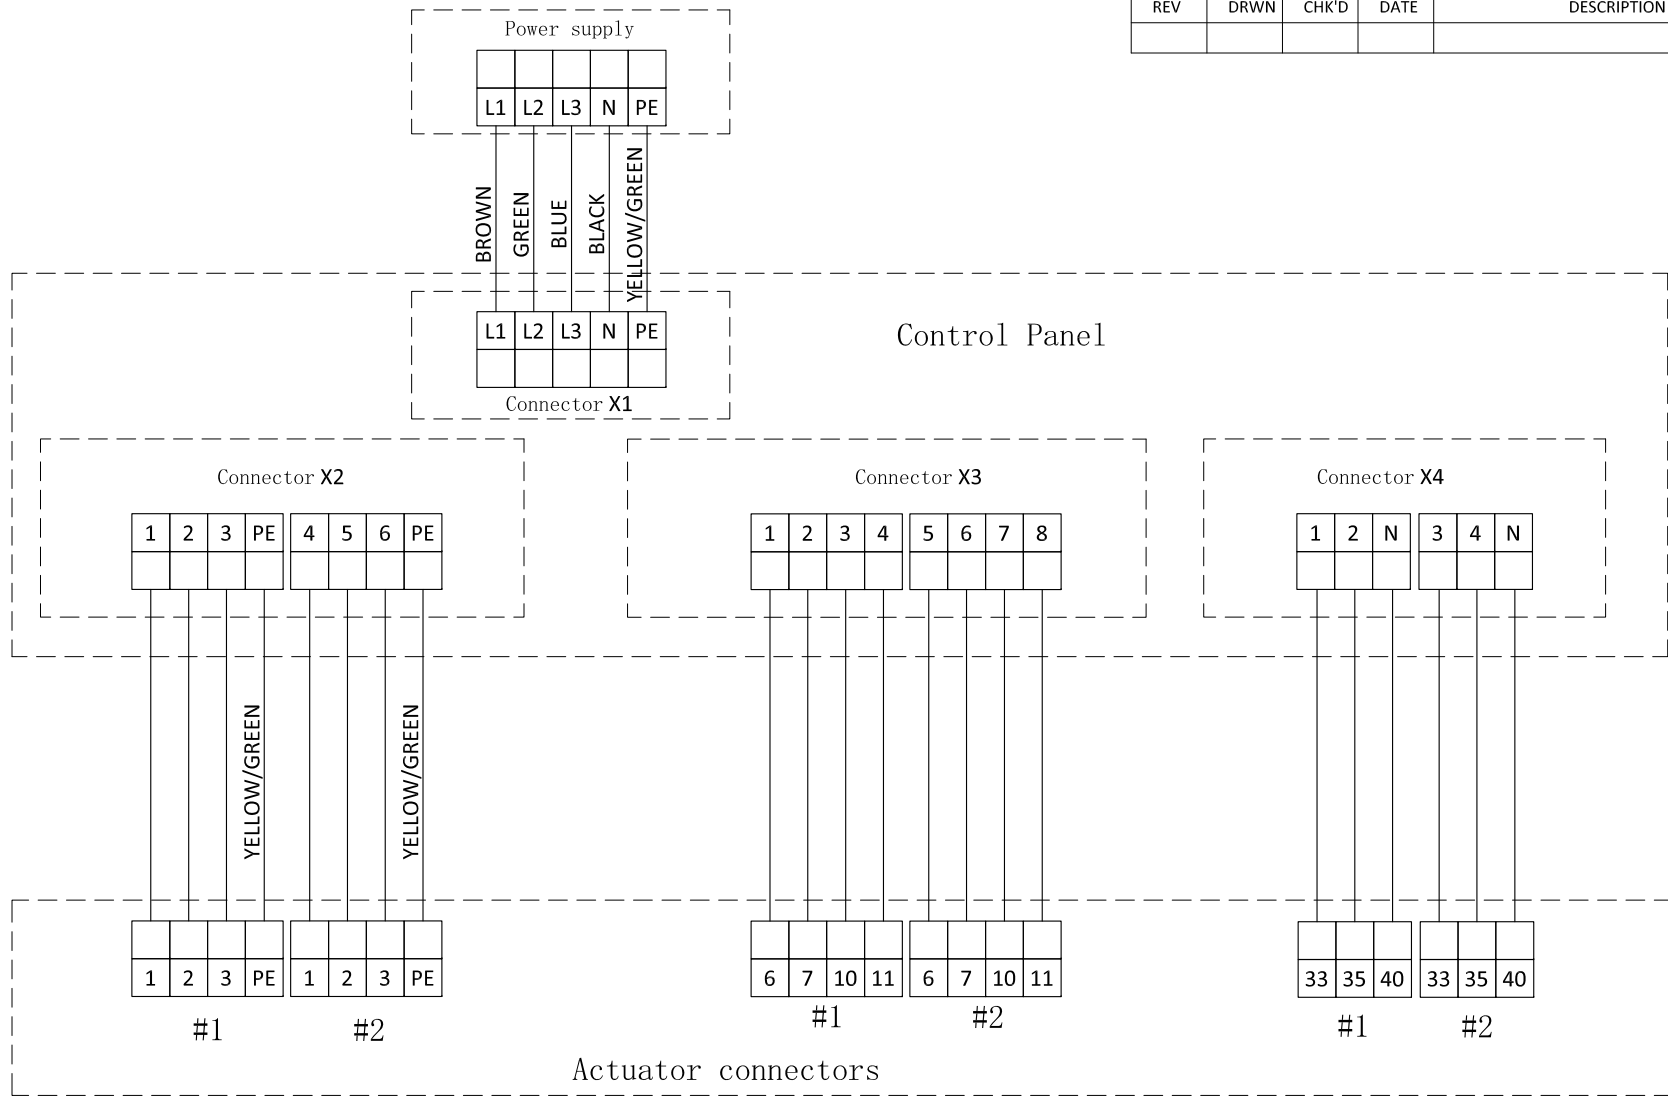 REV DRWN CHK'D DATE DESCRIPTION
Power supply
L1 L2 L3 N PE
BROWN GREEN BLUE BLACK YELLOW/GREEN
L1 L2 L3 N PE
Connector X1
Control Panel
Connector X2 Connector X3 Connector X4
1 2 3 PE 4 5 6 PE 1 2 3 4 5 6 7 8 1 2 N 3 4 N
YELLOW/GREEN YELLOW/GREEN
1 2 3 PE 1 2 3 PE 6 7 10 11 6 7 10 11 33 35 40 33 35 40
#1 #2 #1 #2 #1 #2
Actuator connectors